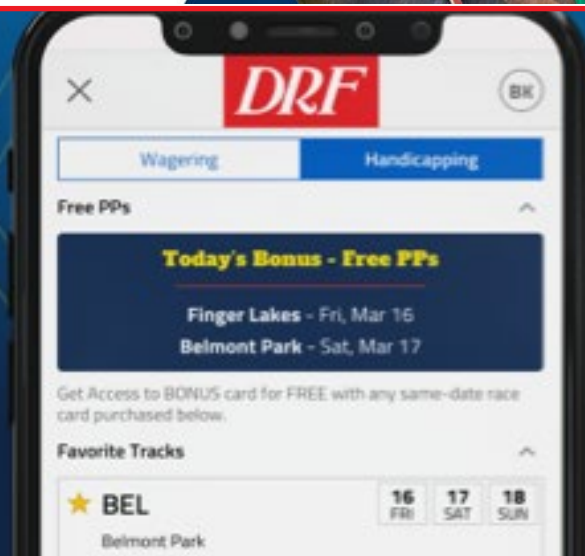 DRF
BK
Wagering Handicapping
Free PPs
Today's Bonus - Free PPs
Finger Lakes - Fri, Mar 16
Belmont Park - Sat, Mar 17
Get Access to BONUS card for FREE with any same-date race
card purchased below.
Favorite Tracks
BEL 16 17 18
FRI SAT SUN
Belmont Park